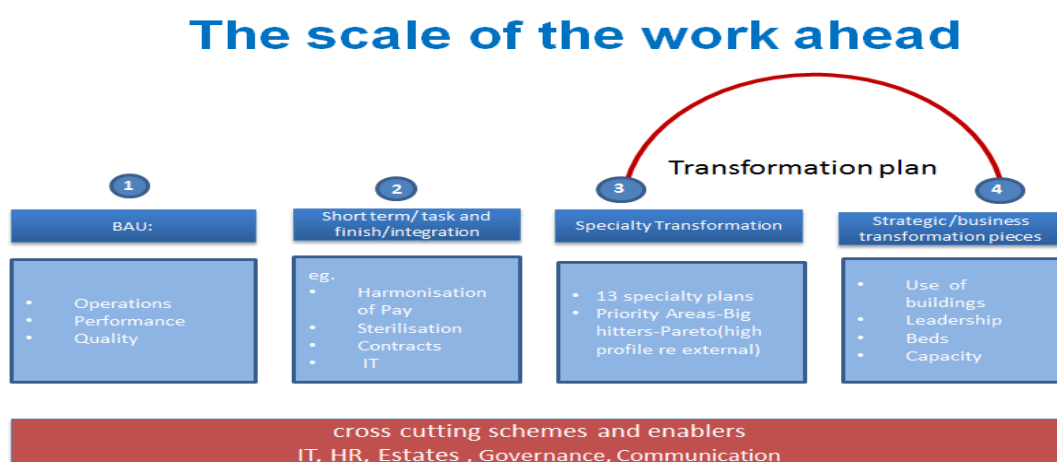 The scale of the work ahead
Transformation plan
1
2
3
4
BAU:
Short term/ task and
finish/integration
Specialty Transformation
Strategic/business
transformation pieces
• Operations
• Performance
• Quality
eg.
• Harmonisation
of Pay
• Sterilisation
• Contracts
• IT
• 13 specialty plans
• Priority Areas-Big
hitters-Pareto(high
profile re external)
• Use of
buildings
• Leadership
• Beds
• Capacity
cross cutting schemes and enablers
IT, HR, Estates , Governance, Communication